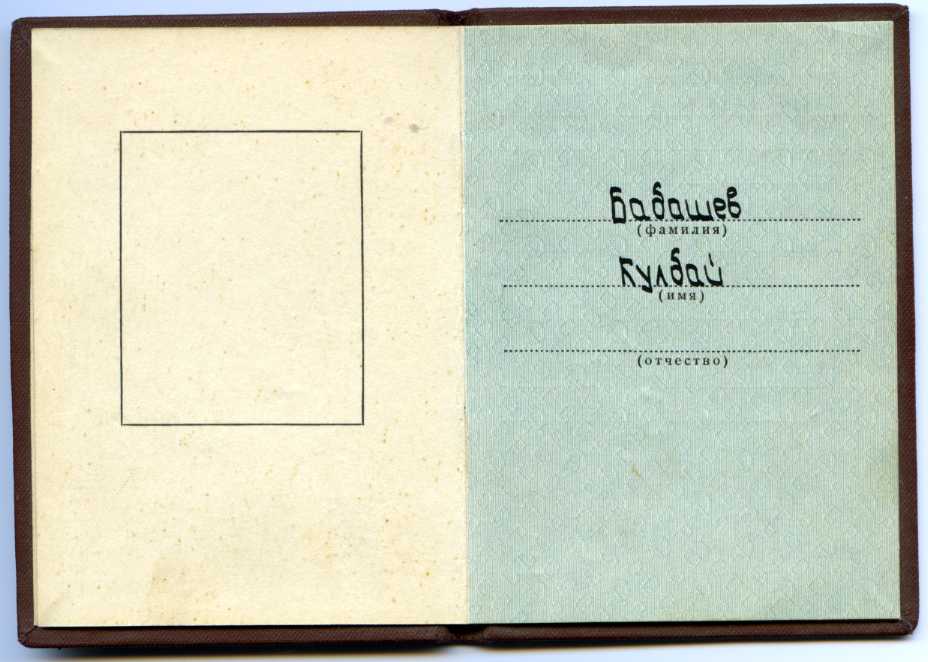 Бабашев
(фамилия)
Кулбай
(имя)
(отчество)